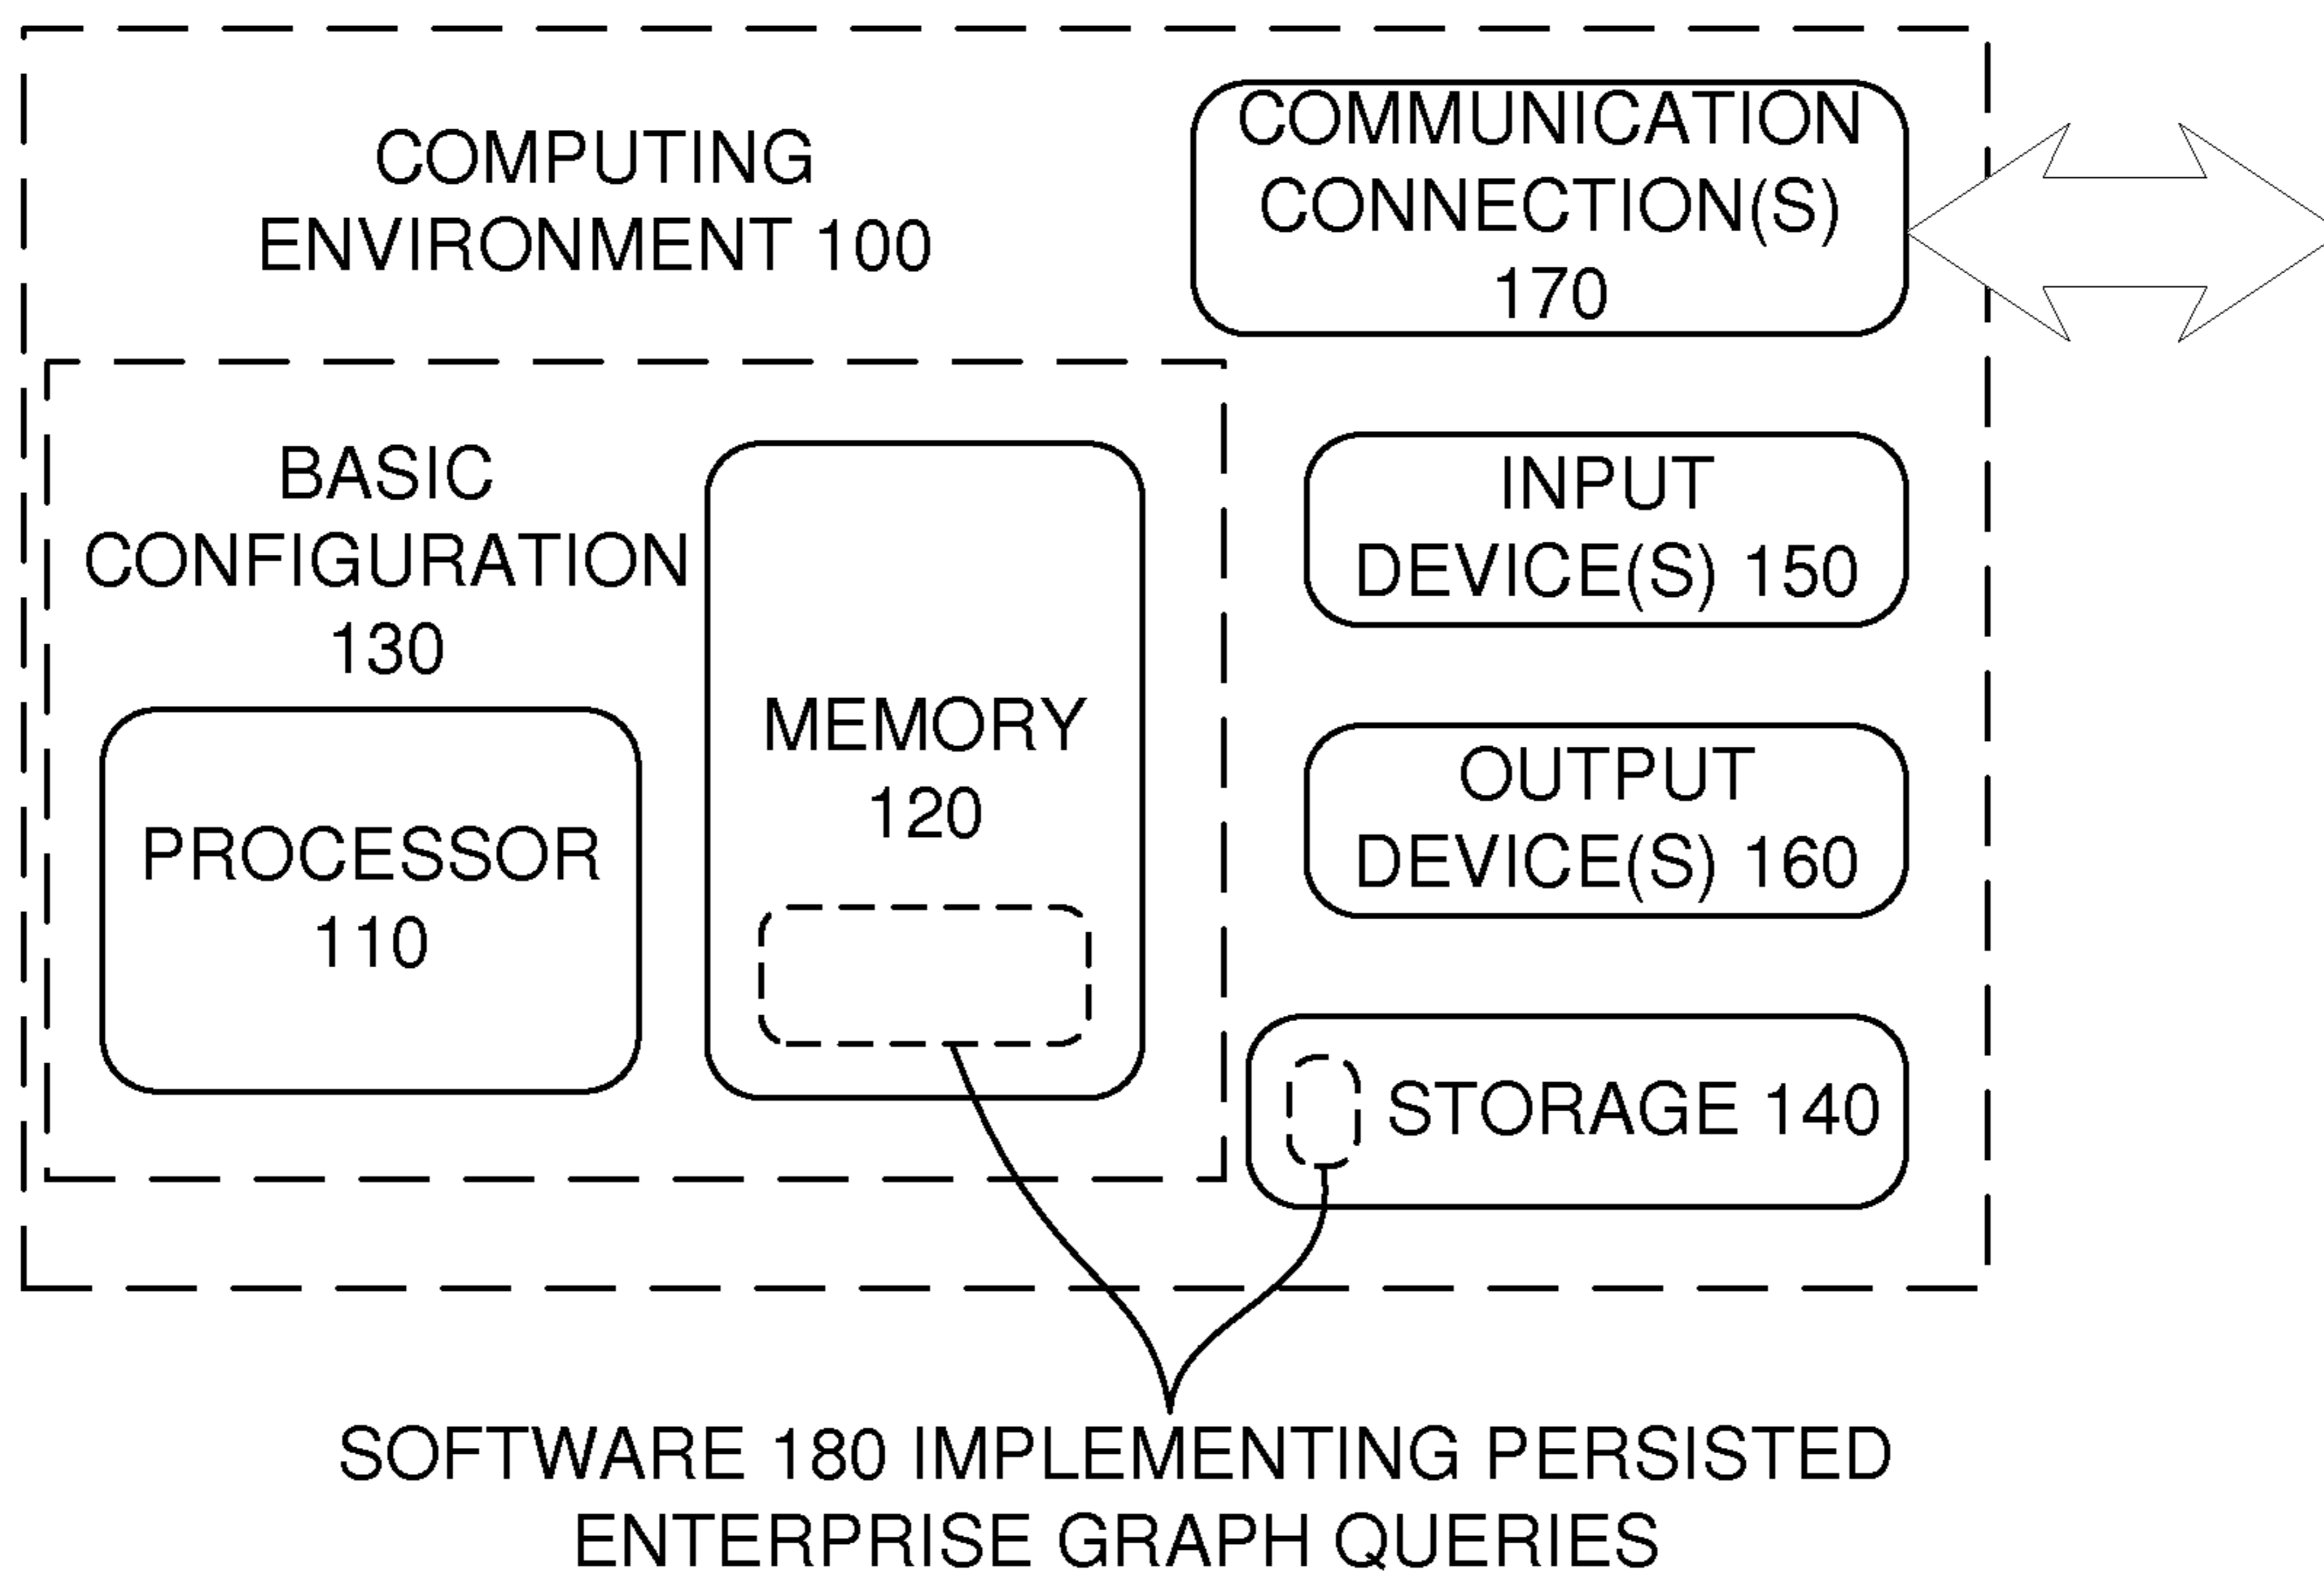 COMPUTING
ENVIRONMENT 100
COMMUNICATION
CONNECTION(S)
170
BASIC
CONFIGURATION
130
PROCESSOR
110
MEMORY
120
INPUT
DEVICE(S) 150
OUTPUT
DEVICE(S) 160
STORAGE 140
SOFTWARE 180 IMPLEMENTING PERSISTED
ENTERPRISE GRAPH QUERIES